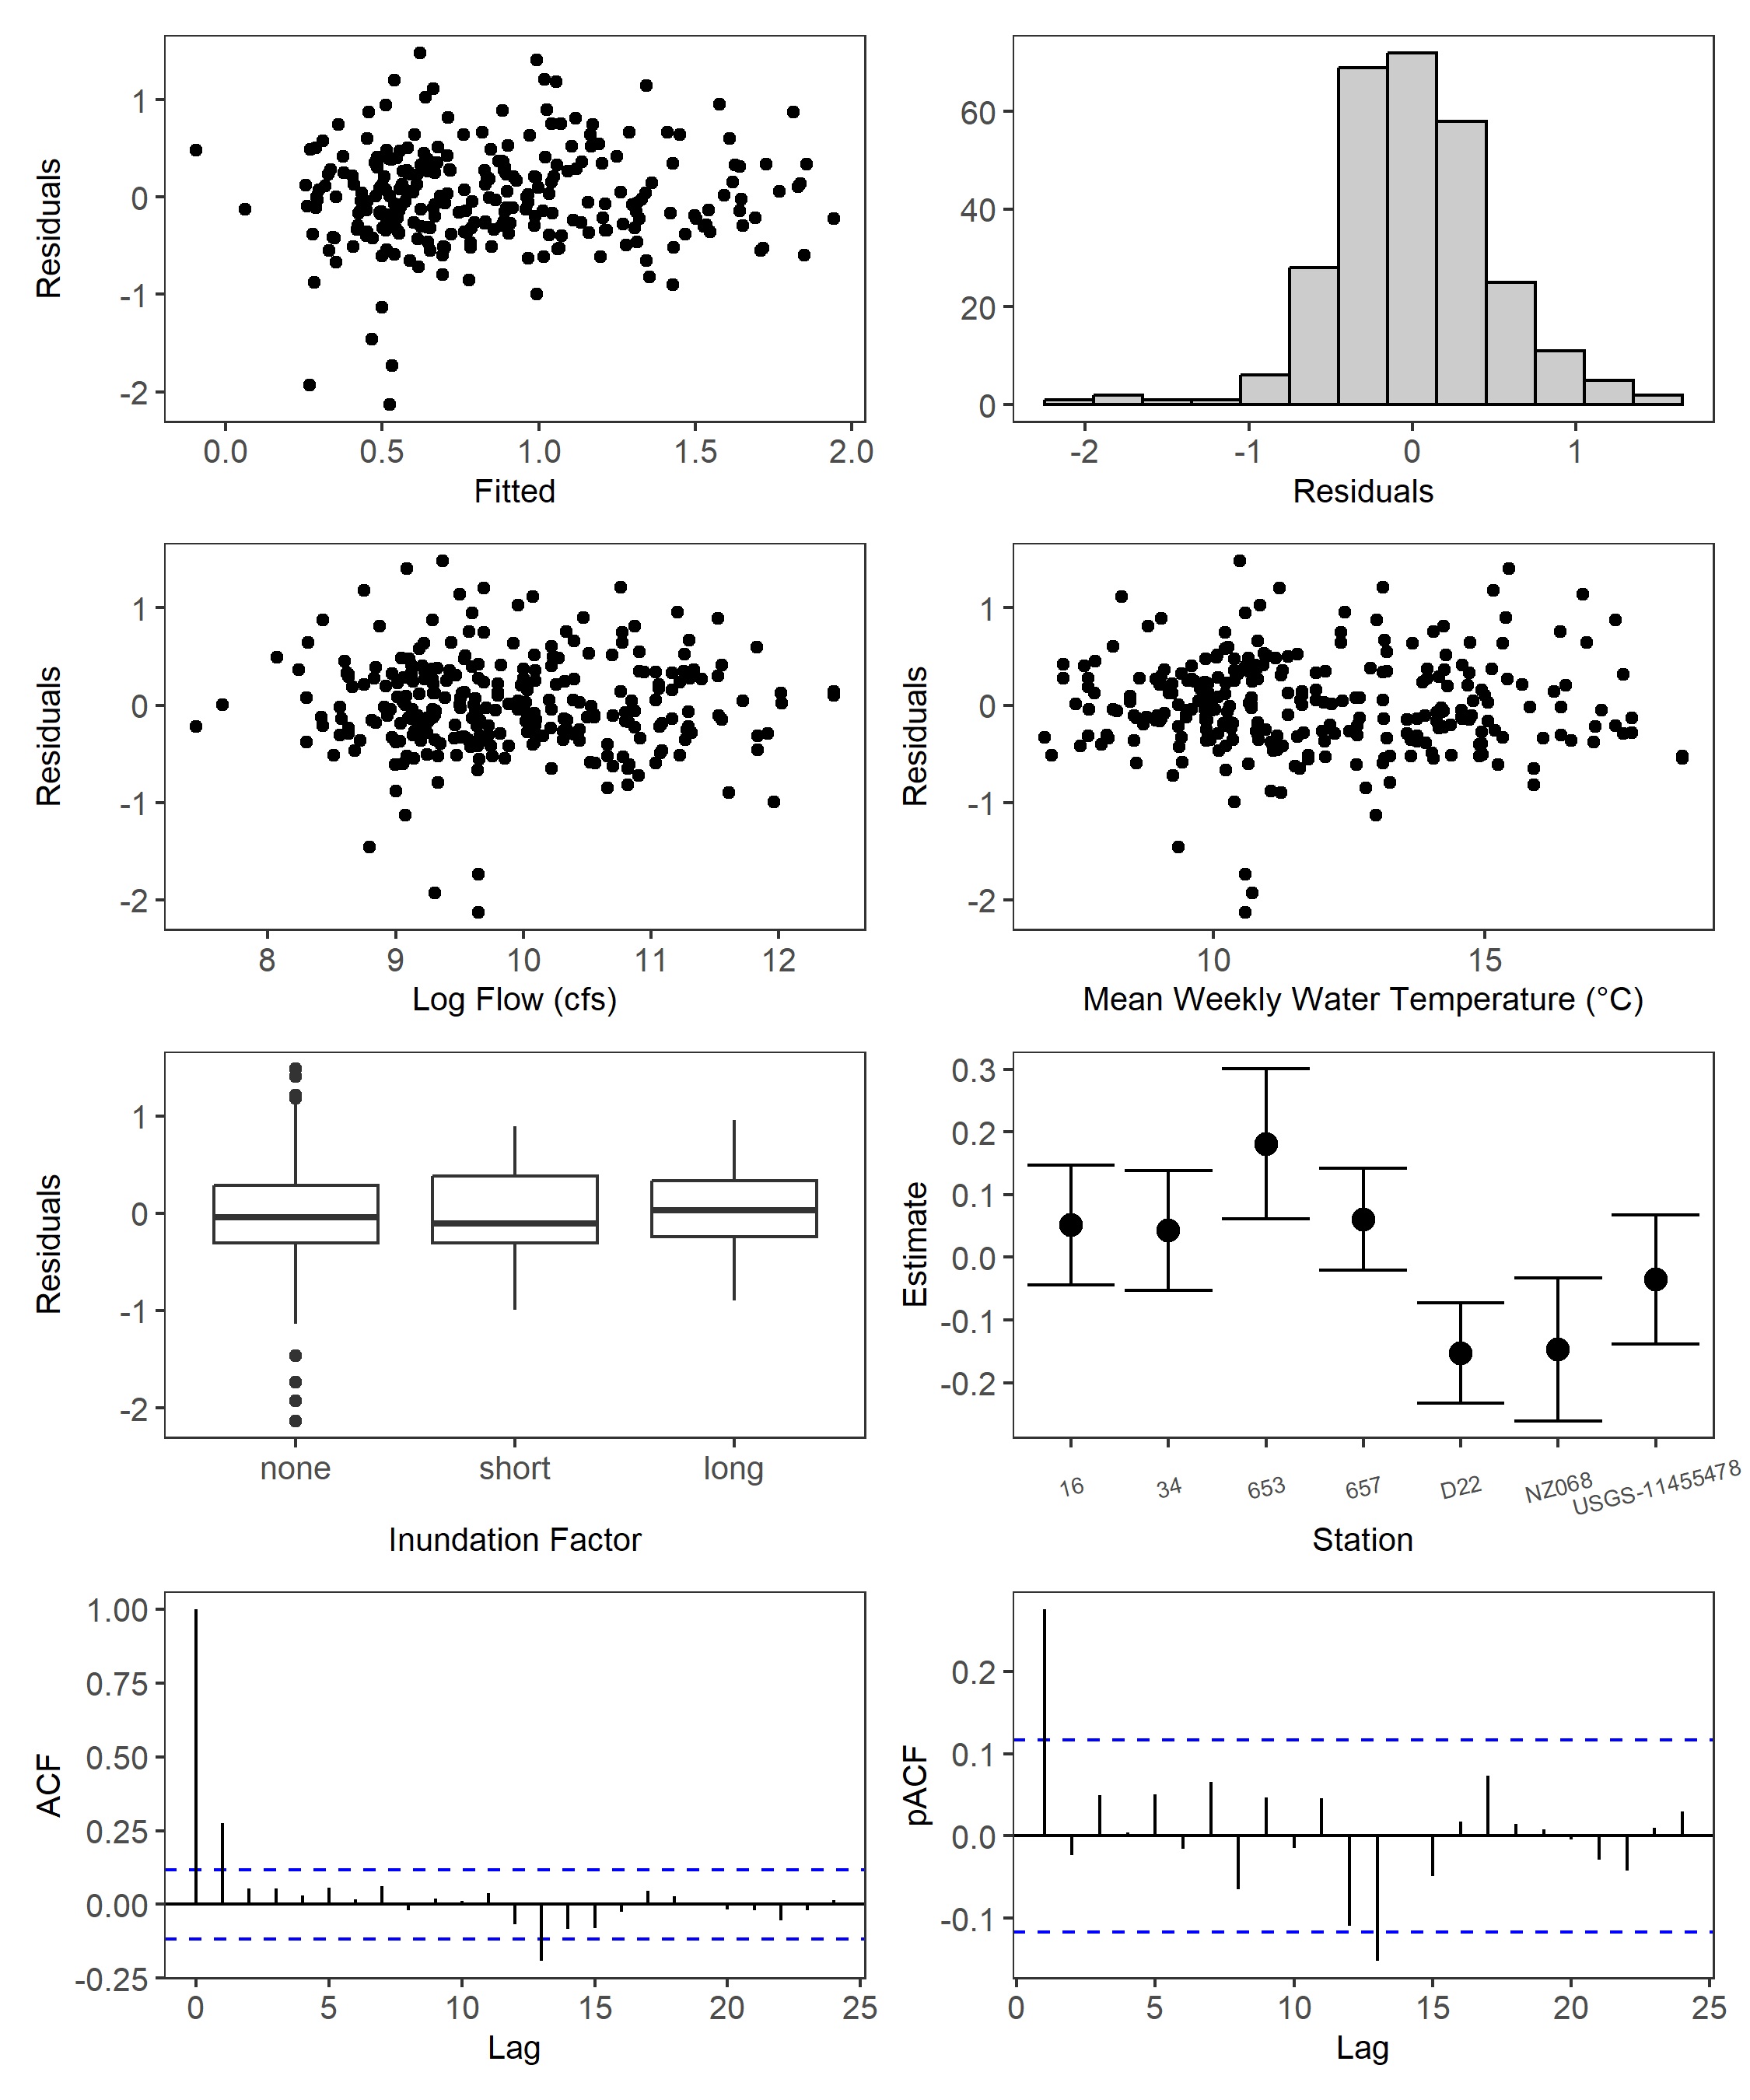 Residuals
1
0
-1
-2
0.0 0.5 1.0 1.5 2.0
Fitted
60
40
20
0
-2 -1 0 1
Residuals
Residuals
1
0
-1
-2
8 9 10 11 12
Log Flow (cfs)
Residuals
1
0
-1
-2
10 15
Mean Weekly Water Temperature (°C)
Residuals
1
0
-1
-2
none short long
Inundation Factor
Estimate
0.3
0.2
0.1
0.0
-0.1
-0.2
16 34 653 657 D22 NZ068 USGS-11455478
Station
ACF
1.00
0.75
0.50
0.25
0.00
-0.25
0 5 10 15 20 25
Lag
pACF
0.2
0.1
0.0
-0.1
0 5 10 15 20 25
Lag